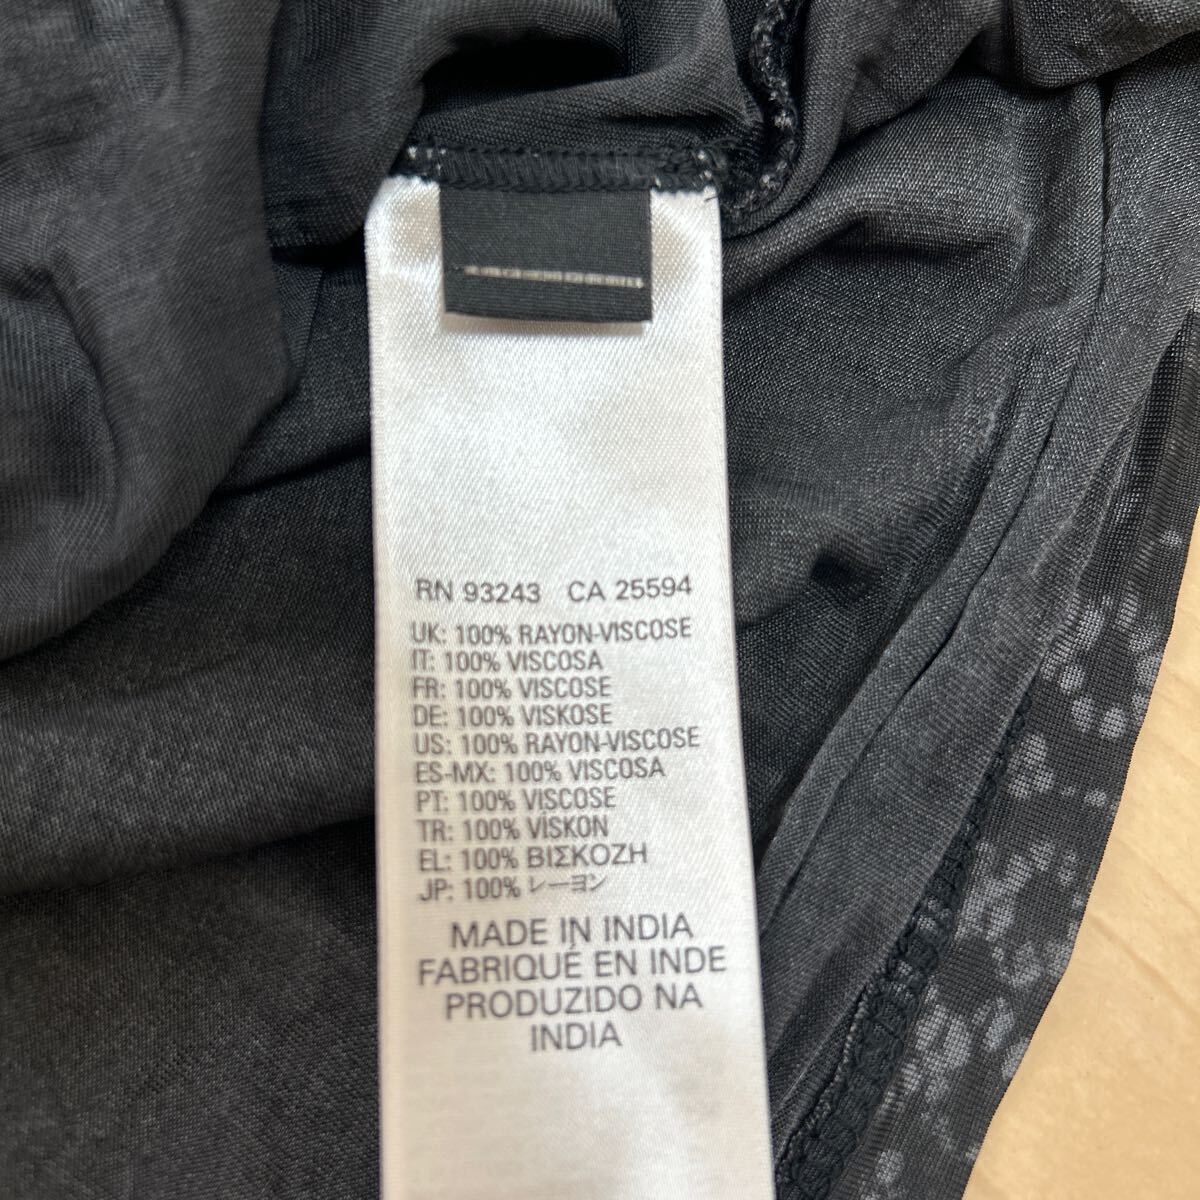 RN 93243 CA 25594
UK: 100% RAYON-VISCOSE
IT: 100% VISCOSA
FR: 100% VISCOSE
DE: 100% VISKOSE
US: 100% RAYON-VISCOSE
ES-MX: 100% VISCOSA
PT: 100% VISCOSE
TR: 100% VİSKON
EL: 100% ΒΙΣΚΟΖΗ
JP: 100% レーヨン
MADE IN INDIA
FABRIQUÉ EN INDE
PRODUZIDO NA
INDIA